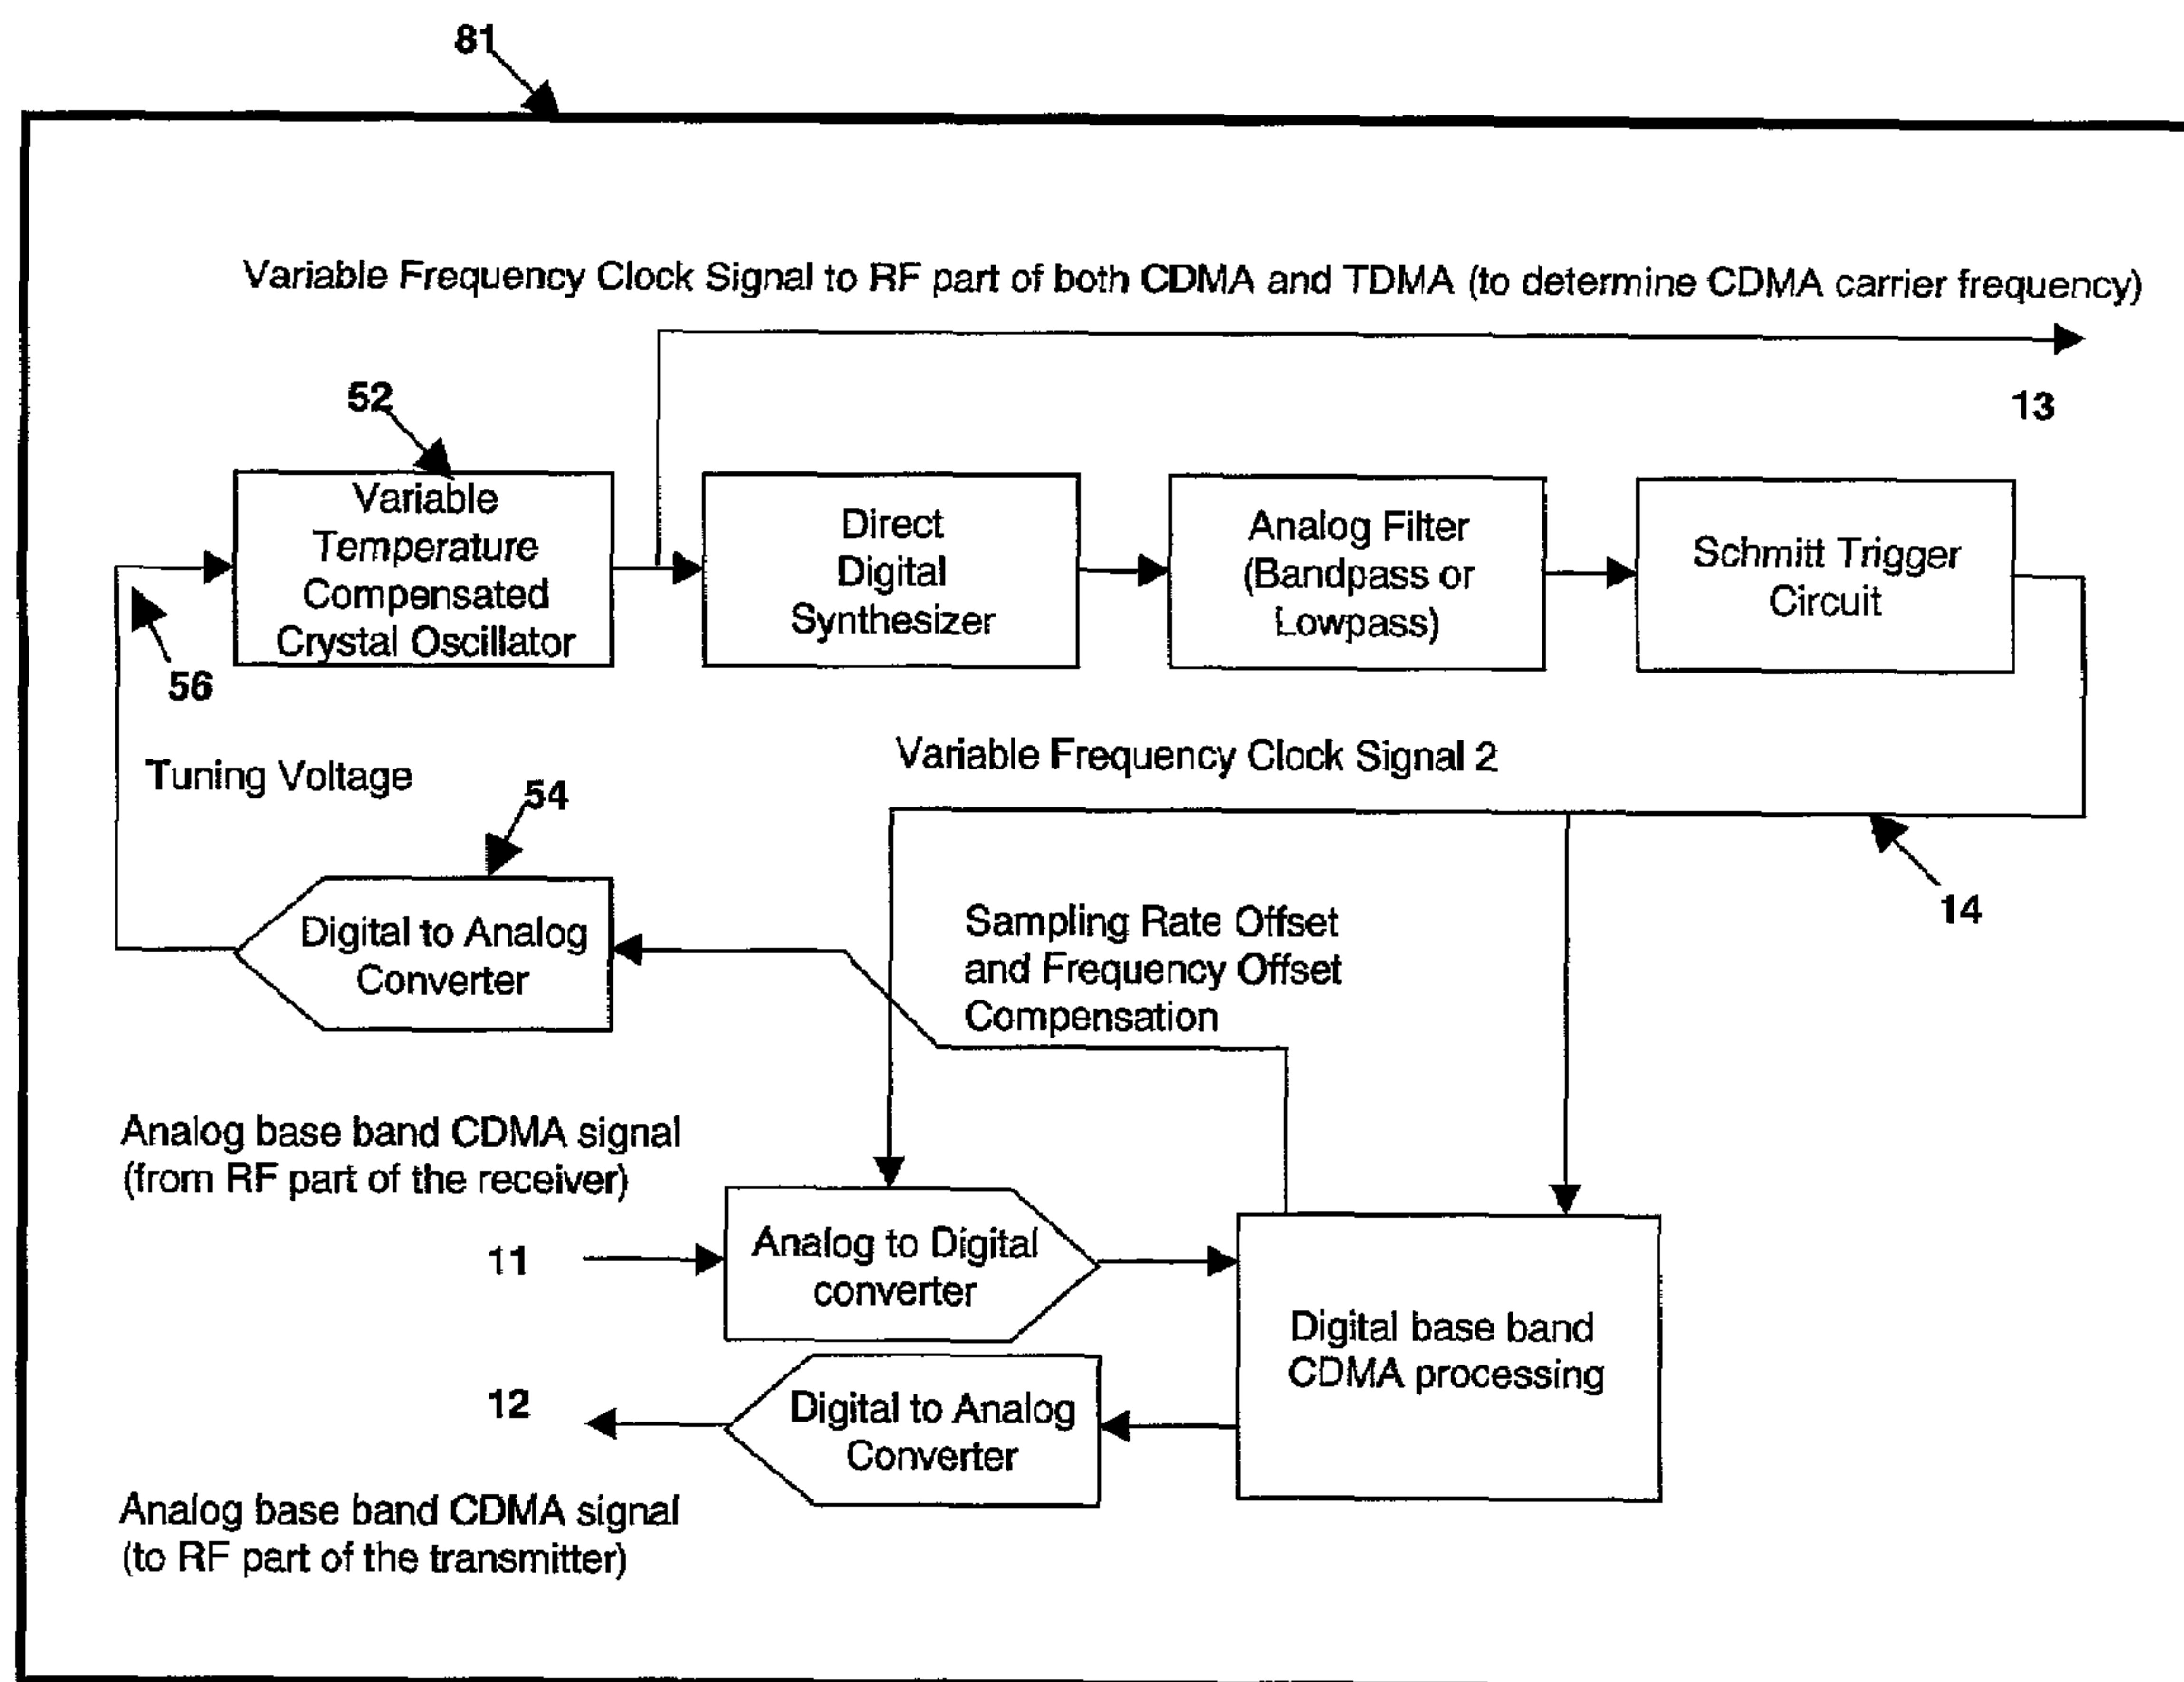 81
Variable Frequency Clock Signal to RF part of both CDMA and TDMA (to determine CDMA carrier frequency)
13
52
Variable
Temperature
Compensated
Crystal Oscillator
Direct
Digital
Synthesizer
Analog Filter
(Bandpass or
Lowpass)
Schmitt Trigger
Circuit
56
Tuning Voltage
Variable Frequency Clock Signal 2
54
14
Digital to Analog
Converter
Sampling Rate Offset
and Frequency Offset
Compensation
Analog base band CDMA signal
(from RF part of the receiver)
11
Analog to Digital
converter
Digital base band
CDMA processing
12
Digital to Analog
Converter
Analog base band CDMA signal
(to RF part of the transmitter)